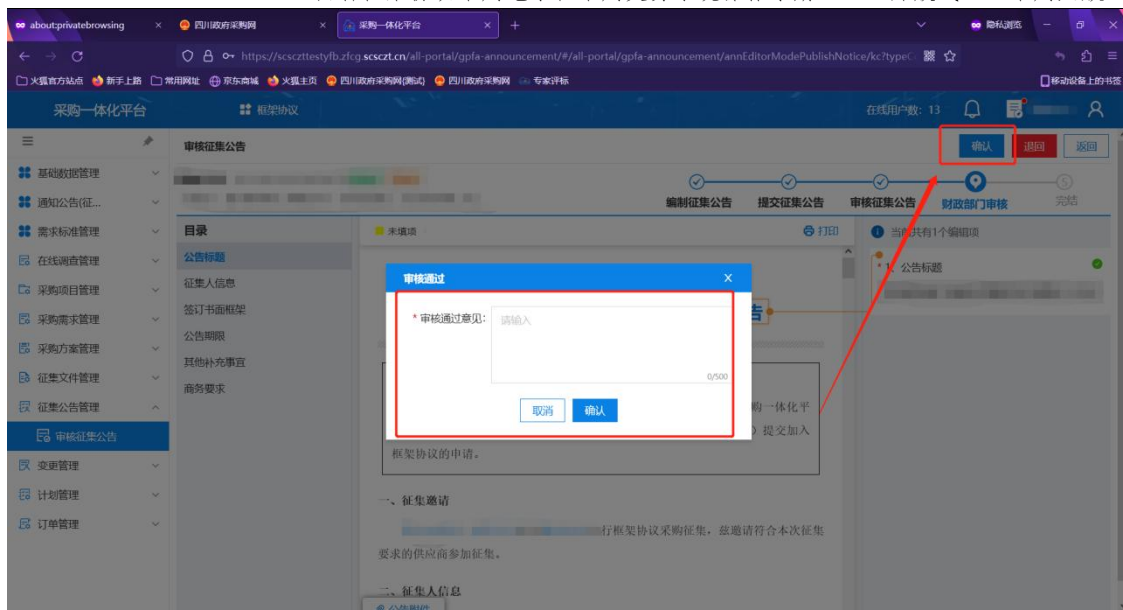 about:privatebrowsing
四川政府采购网
采购一体化平台
隐私浏览
https://scsczttestyfb.zfcg.scsczt.cn/all-portal/gpfa-announcement/#/all-portal/gpfa-announcement/annEditorModePublishNotice/kc?type
火狐官方站点 新手上路 常用网址 京东商城 火狐主页 四川政府采购网(测试) 四川政府采购网 专家评标 移动设备上的书签
采购一体化平台 框架协议 在线用户数: 13
审核征集公告 确认 退回 返回
基础数据管理
通知公告(征...
需求标准管理
在线调查管理
采购项目管理
采购需求管理
采购方案管理
征集文件管理
征集公告管理
审核征集公告
变更管理
计划管理
订单管理
编制征集公告 提交征集公告 审核征集公告 财政部门审核 完结
目录
公告标题
征集人信息
签订书面框架
公告期限
其他补充事宜
商务要求
未填项 打印
当前共有1个编辑项
* 1、公告标题
审核通过
* 审核通过意见: 请输入
0/500
取消 确认
告
购一体化平
）提交加入
框架协议的申请。
一、征集邀请
行框架协议采购征集，兹邀请符合本次征集
要求的供应商参加征集。
二、征集人信息
公告附件